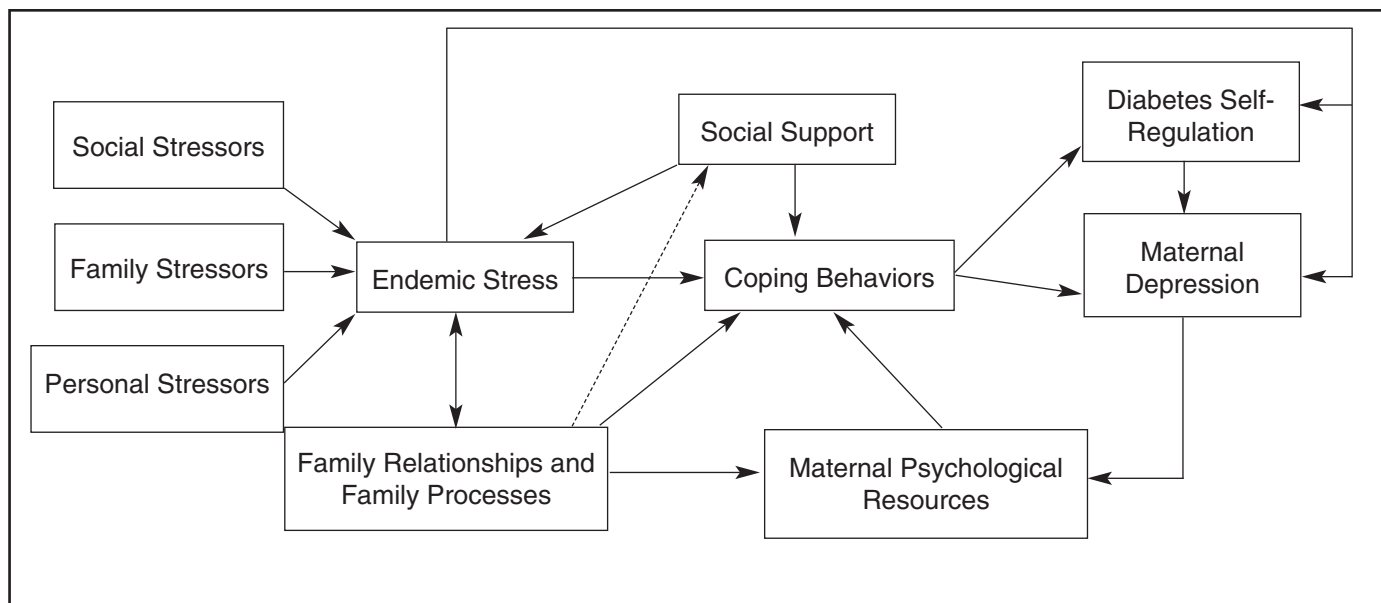 Social Stressors
Family Stressors
Personal Stressors
Endemic Stress
Family Relationships and
Family Processes
Social Support
Coping Behaviors
Maternal Psychological
Resources
Diabetes Self-
Regulation
Maternal
Depression